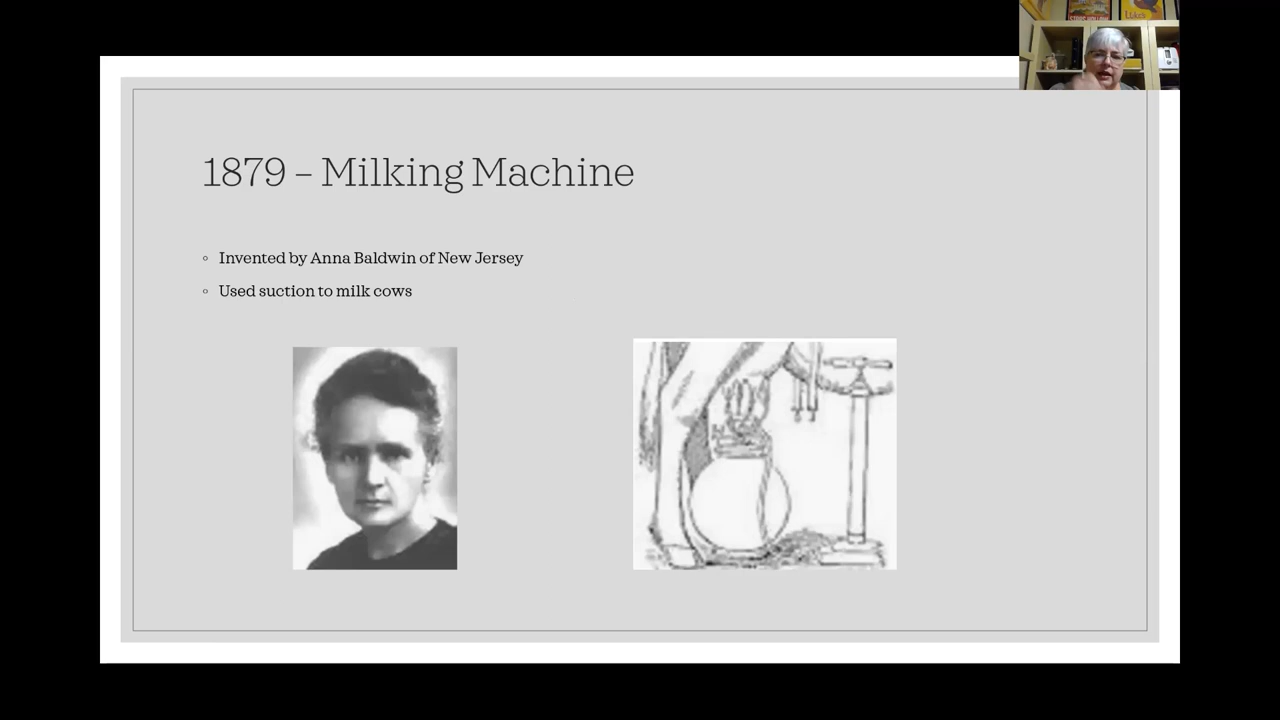 1879 – Milking Machine
◦ Invented by Anna Baldwin of New Jersey
◦ Used suction to milk cows